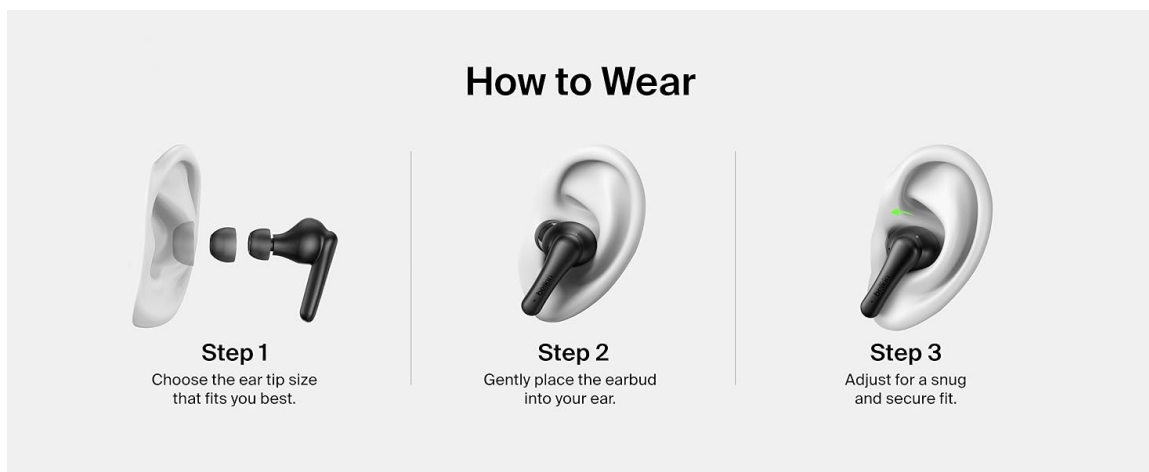 How to Wear
Step 1
Choose the ear tip size
that fits you best.
Step 2
Gently place the earbud
into your ear.
Step 3
Adjust for a snug
and secure fit.